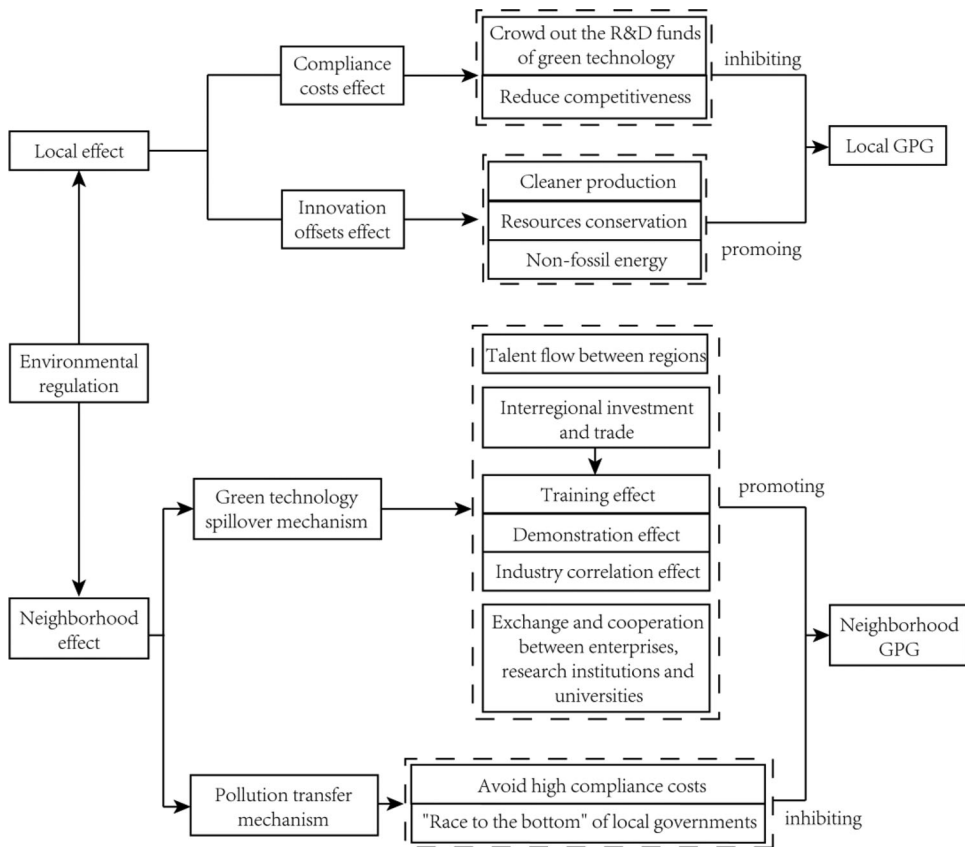 Crowd out the R&D funds
of green technology
inhibiting
Compliance
costs effect
Reduce competitiveness
Local effect
Local GPG
Cleaner production
Innovation
offsets effect
Resources conservation
Non-fossil energy
promoing
Environmental
regulation
Talent flow between regions
Interregional investment
and trade
Green technology
spillover mechanism
Training effect
promoting
Demonstration effect
Industry correlation effect
Neighborhood
effect
Exchange and cooperation
between enterprises,
research institutions and
universities
Neighborhood
GPG
Pollution transfer
mechanism
Avoid high compliance costs
"Race to the bottom" of local governments
inhibiting